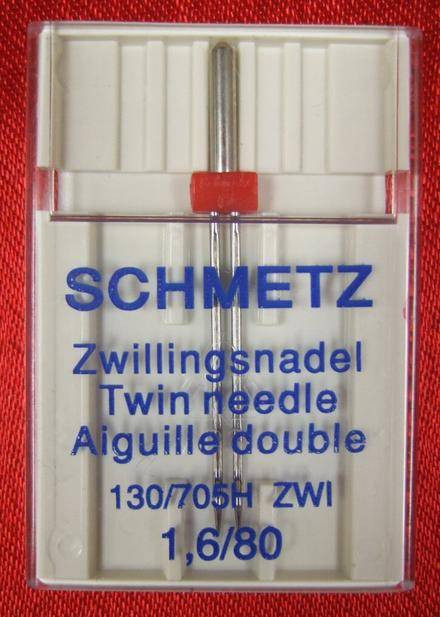 SCHMETZ
Zwillingsnadel
Twin needle
Aiguille double
130/705H ZWI
1,6/80